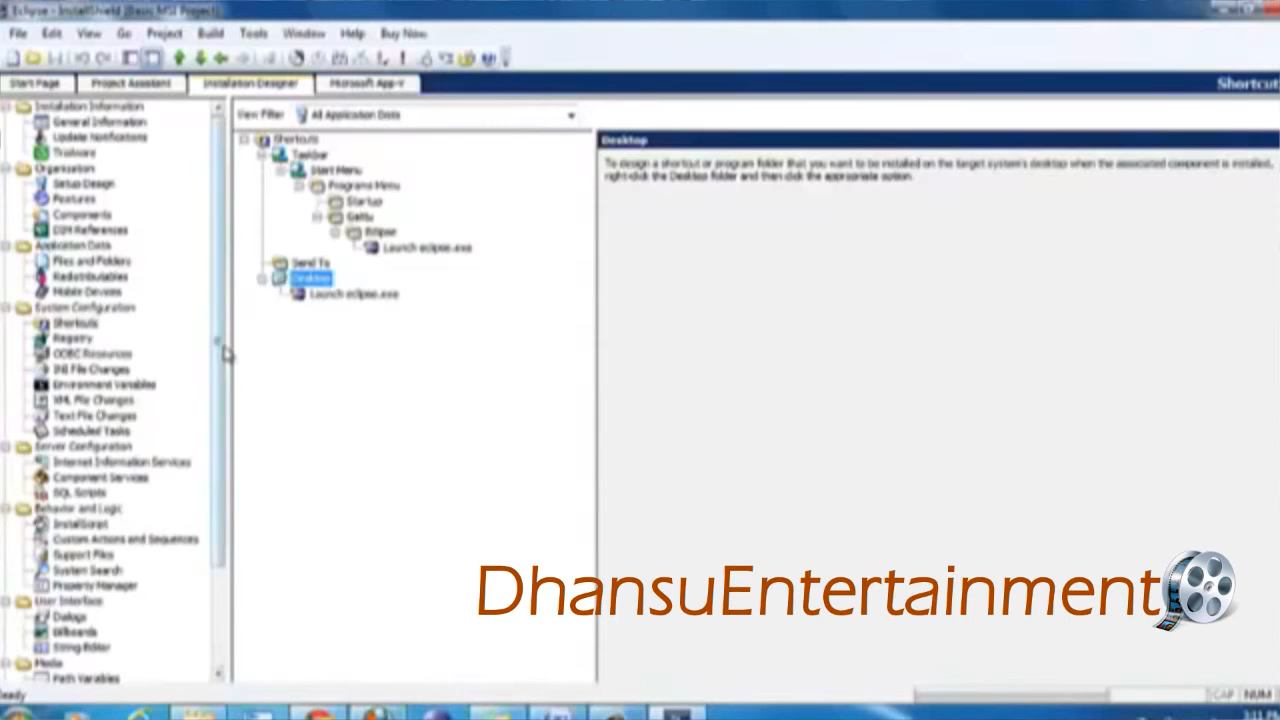 Eclipse - InstallShield [Basic MSI Project]
File Edit View Go Project Build Tools Window Help Buy Now
Start Page Project Assistant Installation Designer Microsoft App-V
Shortcut
Installation Information
General Information
Update Notifications
Trialware
Organization
Setup Design
Features
Components
DIM References
Application Data
Files and Folders
Redistributables
Mobile Devices
System Configuration
Shortcuts
Registry
ODBC Resources
INI File Changes
Environment Variables
XML File Changes
Text File Changes
Scheduled Tasks
Server Configuration
Internet Information Services
Component Services
SQL Scripts
Behavior and Logic
InstallScript
Custom Actions and Sequences
Support Files
System Search
Property Manager
User Interface
Dialogs
Billboards
String Editor
Media
Path Variables
View Filter All Application Data
Shortcuts
Taskbar
Start Menu
Programs Menu
Startup
Eclipse
Launch eclipse.exe
Send To
Desktop
Launch eclipse.exe
Desktop
To design a shortcut or program folder that you want to be installed on the target system's desktop when the associated component is installed,
right-click the Desktop folder and then click the appropriate option.
DhansuEntertainment
Ready
CAP NUM